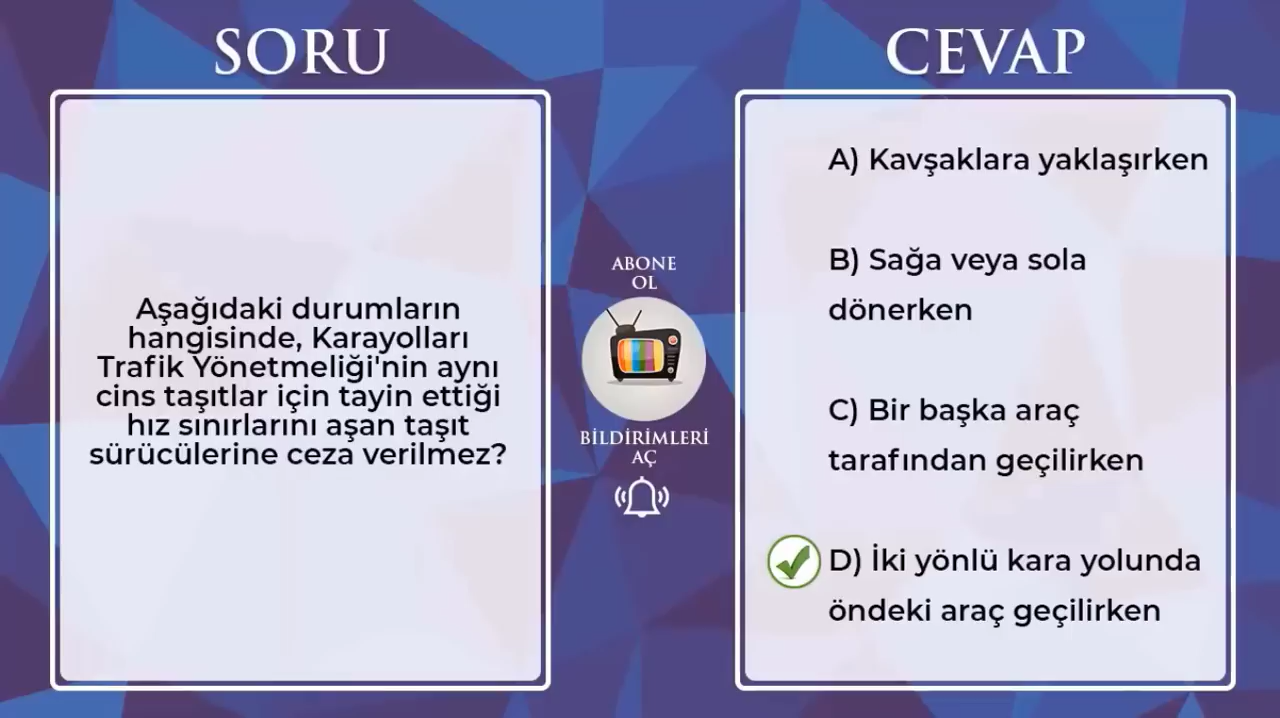 SORU
Aşağıdaki durumların
hangisinde, Karayolları
Trafik Yönetmeliği'nin aynı
cins taşıtlar için tayin ettiği
hız sınırlarını aşan taşıt
sürücülerine ceza verilmez?
ABONE
OL
BİLDİRİMLERİ
AÇ
CEVAP
A) Kavşaklara yaklaşırken
B) Sağa veya sola
dönerken
C) Bir başka araç
tarafından geçilirken
D) İki yönlü kara yolunda
öndeki araç geçilirken